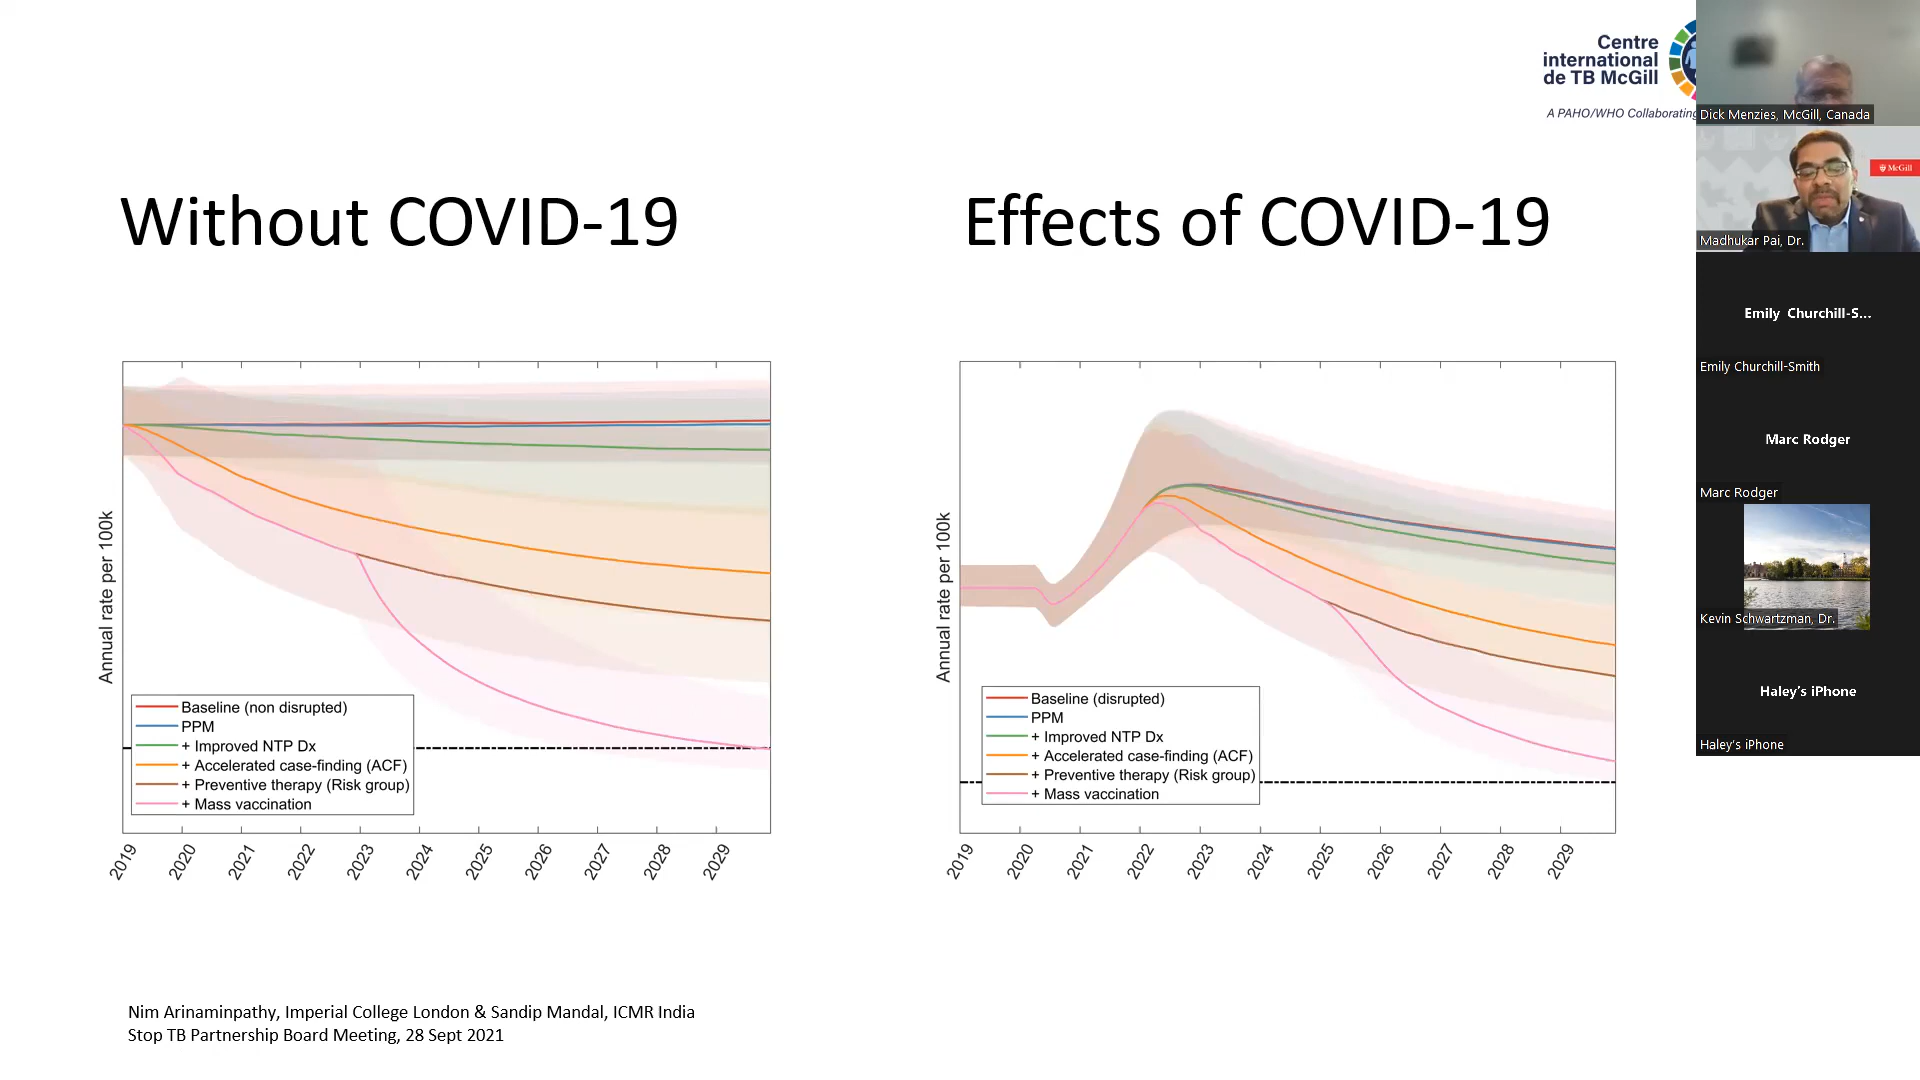 Centre
international
de TB McGill
A PAHO/WHO Collaborating
Without COVID-19
Effects of COVID-19
Annual rate per 100k
Baseline (non disrupted)
PPM
+ Improved NTP Dx
+ Accelerated case-finding (ACF)
+ Preventive therapy (Risk group)
+ Mass vaccination
2019
2020
2021
2022
2023
2024
2025
2026
2027
2028
2029
Annual rate per 100k
Baseline (disrupted)
PPM
+ Improved NTP Dx
+ Accelerated case-finding (ACF)
+ Preventive therapy (Risk group)
+ Mass vaccination
2019
2020
2021
2022
2023
2024
2025
2026
2027
2028
2029
Nim Arinaminpathy, Imperial College London & Sandip Mandal, ICMR India
Stop TB Partnership Board Meeting, 28 Sept 2021
Dick Menzies, McGill, Canada
McGill
Madhukar Pai, Dr.
Emily Churchill-S...
Emily Churchill-Smith
Marc Rodger
Marc Rodger
Kevin Schwartzman, Dr.
Haley's iPhone
Haley's iPhone